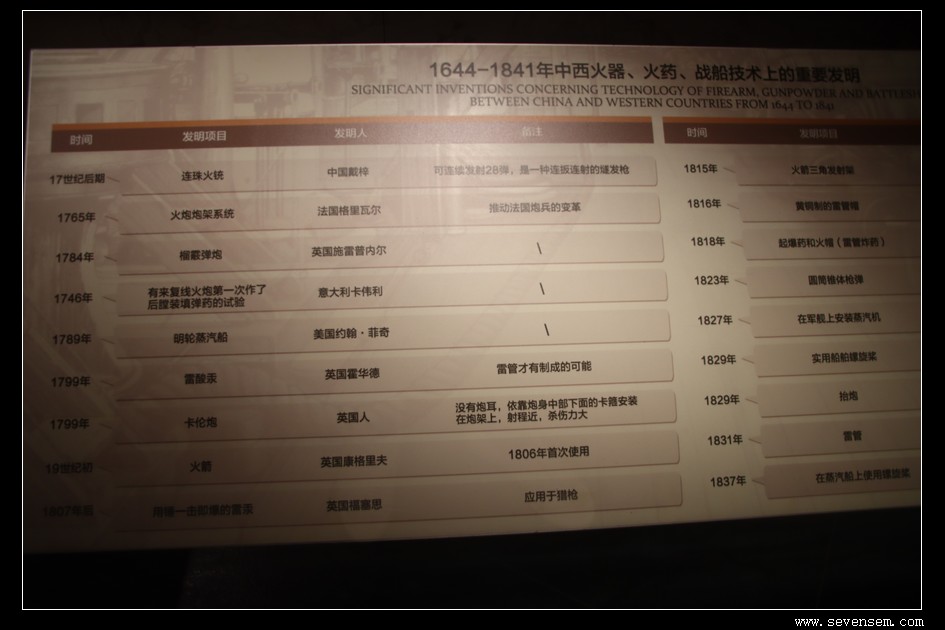 1644-1841年中西火器、火药、战船技术上的重要发明
SIGNIFICANT INVENTIONS CONCERNING TECHNOLOGY OF FIREARM, GUNPOWDER AND BATTLES
BETWEEN CHINA AND WESTERN COUNTRIES FROM 1644 TO 1841
时间 发明项目 发明人 备注
17世纪后期 连珠火铳 中国戴梓 可连续发射28弹，是一种连扳连射的燧发枪
1765年 火炮炮架系统 法国格里瓦尔 推动法国炮兵的变革
1784年 榴霰弹炮 英国施雷普内尔 \
1746年 有来复线火炮第一次作了
后膛装填弹药的试验 意大利卡伟利 \
1789年 明轮蒸汽船 美国约翰·菲奇 \
1799年 雷酸汞 英国霍华德 雷管才有制成的可能
1799年 卡伦炮 英国人 没有炮耳，依靠炮身中部下面的卡箍安装
在炮架上，射程近，杀伤力大
19世纪初 火箭 英国康格里夫 1806年首次使用
1807年后 用锤一击即爆的雷汞 英国福塞思 应用于猎枪
时间 发明项目
1815年 火箭三角发射架
1816年 黄铜制的雷管帽
1818年 起爆药和火帽（雷管炸药）
1823年 圆筒锥体枪弹
1827年 在军舰上安装蒸汽机
1829年 实用船舶螺旋桨
1829年 抬炮
1831年 雷管
1837年 在蒸汽船上使用螺旋桨
www.sevensem.com